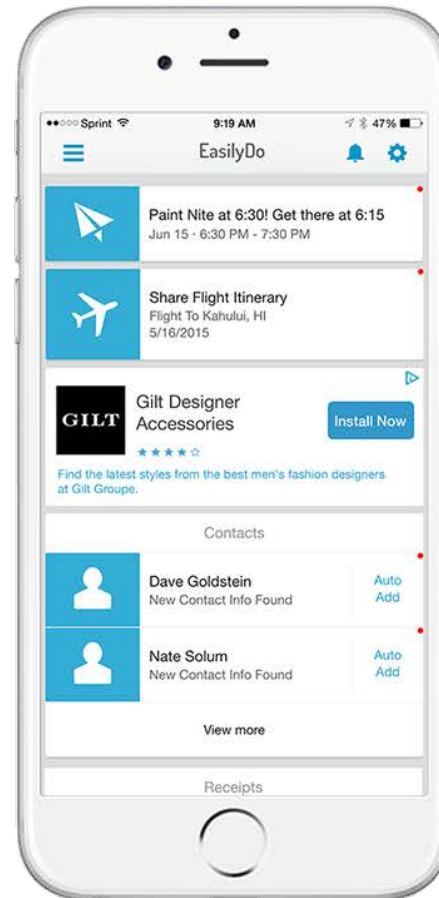 Sprint 9:19 AM 47%
EasilyDo
Paint Nite at 6:30! Get there at 6:15
Jun 15 · 6:30 PM - 7:30 PM
Share Flight Itinerary
Flight To Kahului, HI
5/16/2015
GILT
Gilt Designer
Accessories
Install Now
Find the latest styles from the best men's fashion designers
at Gilt Groupe.
Contacts
Dave Goldstein
New Contact Info Found
Auto
Add
Nate Solum
New Contact Info Found
Auto
Add
View more
Receipts